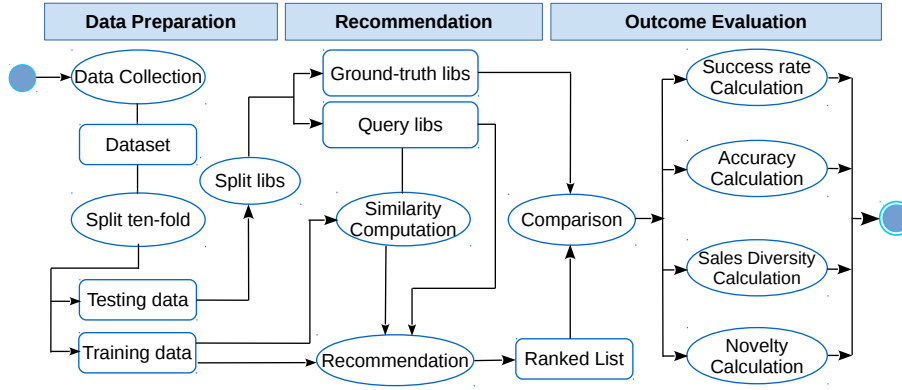 Data Preparation
Recommendation
Outcome Evaluation
Data Collection
Dataset
Split ten-fold
Testing data
Training data
Split libs
Ground-truth libs
Query libs
Similarity
Computation
Recommendation
Ranked List
Comparison
Success rate
Calculation
Accuracy
Calculation
Sales Diversity
Calculation
Novelty
Calculation